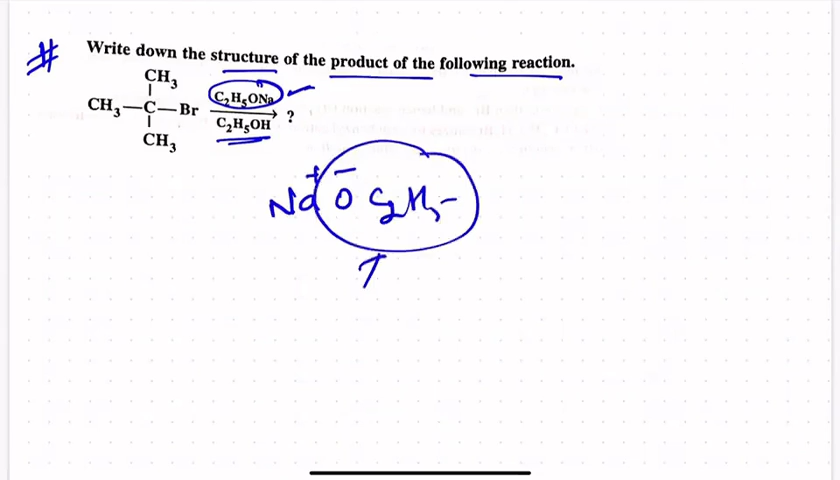 #
Write down the structure of the product of the following reaction.
CH₃
CH₃—C—Br C₂H₅ONa ?
C₂H₅OH
CH₃
Na⁺ O⁻ C₂H₅-